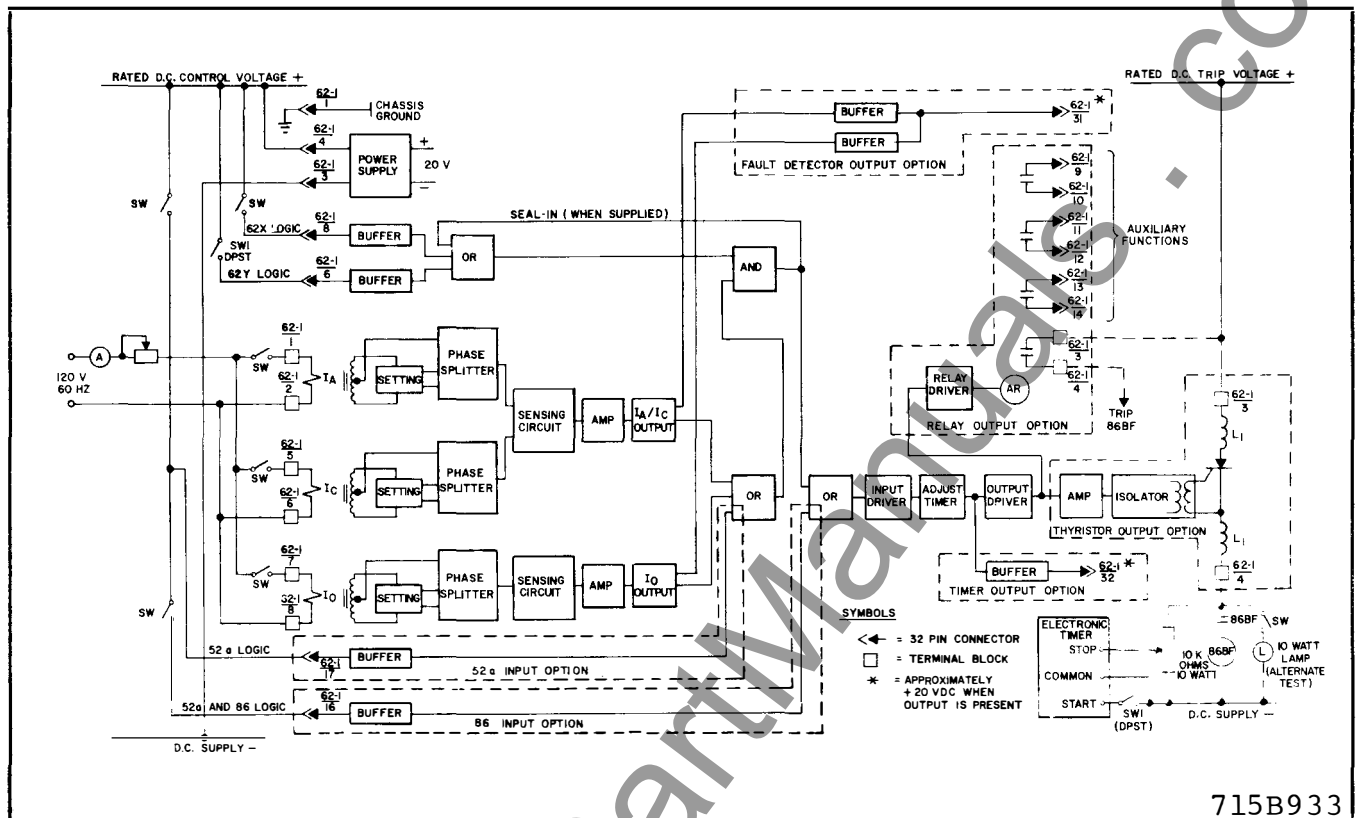 RATED D.C. CONTROL VOLTAGE +
RATED D.C. TRIP VOLTAGE +
62-1
1
CHASSIS
GROUND
62-1
4
62-1
3
POWER
SUPPLY
+
20 V
−
SW
SW
SW1
DPST
62X LOGIC
62-1
8
BUFFER
62Y LOGIC
62-1
6
BUFFER
OR
SEAL-IN (WHEN SUPPLIED)
AND
BUFFER
BUFFER
62-1
31
*
FAULT DETECTOR OUTPUT OPTION
62-1
9
62-1
10
62-1
11
62-1
12
62-1
13
62-1
14
AUXILIARY
FUNCTIONS
62-1
3
62-1
4
RELAY
DRIVER
AR
RELAY OUTPUT OPTION
TRIP
86BF
A
120 V
60 HZ
SW
62-1
1
62-1
2
IA
SETTING
PHASE
SPLITTER
SENSING
CIRCUIT
AMP
IA/IC
OUTPUT
SW
62-1
5
62-1
6
IC
SETTING
PHASE
SPLITTER
SW
62-1
7
62-1
8
IO
SETTING
PHASE
SPLITTER
SENSING
CIRCUIT
AMP
IO
OUTPUT
SW
OR
OR
INPUT
DRIVER
ADJUST
TIMER
OUTPUT
DPIVER
AMP
ISOLATOR
THYRISTOR OUTPUT OPTION
62-1
3
L1
L1
62-1
4
BUFFER
62-1
32
*
TIMER OUTPUT OPTION
52 a LOGIC
62-1
17
BUFFER
52 a INPUT OPTION
52a AND 86 LOGIC
62-1
16
BUFFER
86 INPUT OPTION
D.C. SUPPLY −
SYMBOLS
= 32 PIN CONNECTOR
= TERMINAL BLOCK
* = APPROXIMATELY
+ 20 VDC WHEN
OUTPUT IS PRESENT
ELECTRONIC
TIMER
STOP
COMMON
START
10 K
OHMS
10 WATT
86BF
86BF
SW
L
10 WATT
LAMP
(ALTERNATE
TEST)
SW1
(DPST)
D.C. SUPPLY −
715B933
artManuals . co